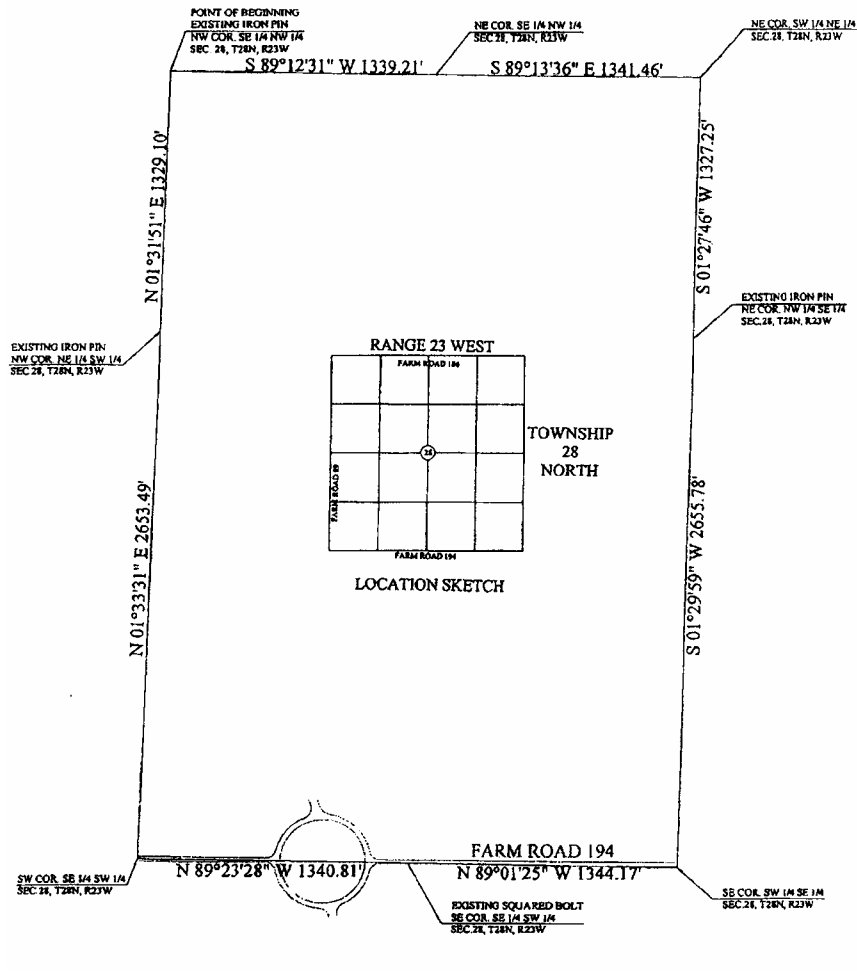 POINT OF BEGINNING
EXISTING IRON PIN
NW COR. SE 1/4 NW 1/4
SEC. 28, T28N, R23W
NE COR. SE 1/4 NW 1/4
SEC.28, T28N, R23W
NE COR. SW 1/4 NE 1/4
SEC.28, T28N, R23W
S 89°12'31" W 1339.21'
S 89°13'36" E 1341.46'
N 01°31'51" E 1329.10'
S 01°27'46" W 1327.25'
EXISTING IRON PIN
NE COR. NW 1/4 SE 1/4
SEC.28, T28N, R23W
EXISTING IRON PIN
NW COR. NE 1/4 SW 1/4
SEC 28, T28N, R23W
RANGE 23 WEST
FARM ROAD 186
TOWNSHIP
28
NORTH
28
FARM ROAD 89
FARM ROAD 194
LOCATION SKETCH
N 01°33'31" E 2653.49'
S 01°29'59" W 2655.78'
FARM ROAD 194
N 89°23'28" W 1340.81'
N 89°01'25" W 1344.17'
SW COR. SE 1/4 SW 1/4
SEC.28, T28N, R23W
EXISTING SQUARED BOLT
SE COR. SE 1/4 SW 1/4
SEC.28, T28N, R23W
SE COR. SW 1/4 SE 1/4
SEC.28, T28N, R23W